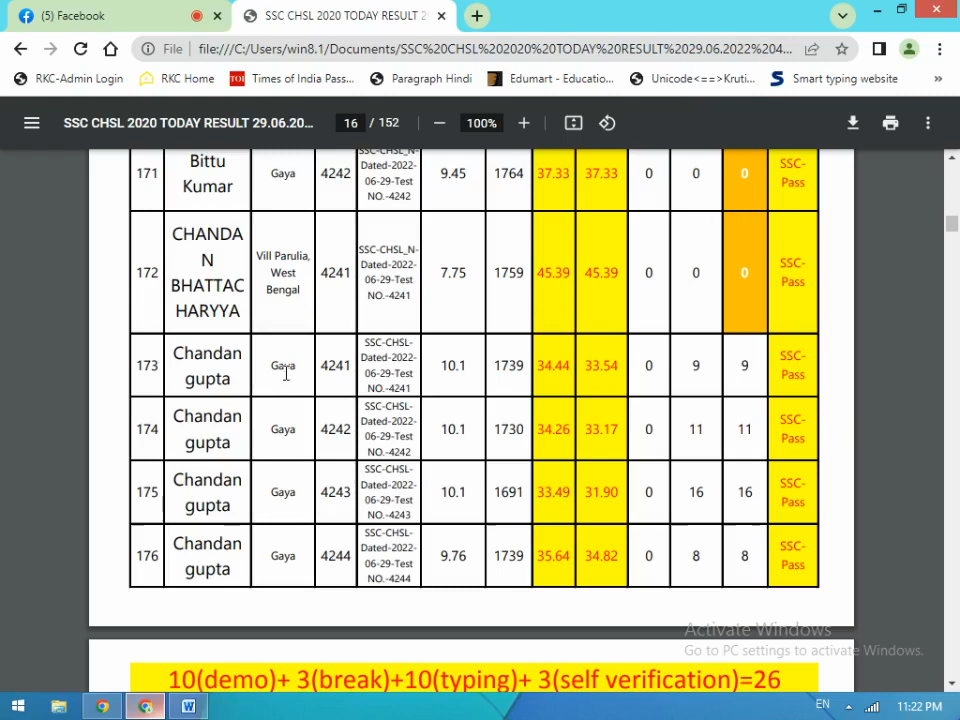 (5) Facebook
SSC CHSL 2020 TODAY RESULT 2
File file:///C:/Users/win8.1/Documents/SSC%20CHSL%202020%20TODAY%20RESULT%2029.06.2022%204...
RKC-Admin Login RKC Home TOI Times of India Pass... Paragraph Hindi Edumart - Educatio... Unicode<==>Kruti... Smart typing website »
SSC CHSL 2020 TODAY RESULT 29.06.20... 16 / 152 100%
171 Bittu Kumar Gaya 4242 SSC-CHSL_N-Dated-2022-06-29-Test NO.-4242 9.45 1764 37.33 37.33 0 0 0 SSC-Pass
172 CHANDAN BHATTACHARYYA Vill Parulia, West Bengal 4241 SSC-CHSL_N-Dated-2022-06-29-Test NO.-4241 7.75 1759 45.39 45.39 0 0 0 SSC-Pass
173 Chandan gupta Gaya 4241 SSC-CHSL-Dated-2022-06-29-Test NO.-4241 10.1 1739 34.44 33.54 0 9 9 SSC-Pass
174 Chandan gupta Gaya 4242 SSC-CHSL-Dated-2022-06-29-Test NO.-4242 10.1 1730 34.26 33.17 0 11 11 SSC-Pass
175 Chandan gupta Gaya 4243 SSC-CHSL-Dated-2022-06-29-Test NO.-4243 10.1 1691 33.49 31.90 0 16 16 SSC-Pass
176 Chandan gupta Gaya 4244 SSC-CHSL-Dated-2022-06-29-Test NO.-4244 9.76 1739 35.64 34.82 0 8 8 SSC-Pass
Activate Windows
Go to PC settings to activate Windows.
10(demo)+ 3(break)+10(typing)+ 3(self verification)=26
EN 11:22 PM